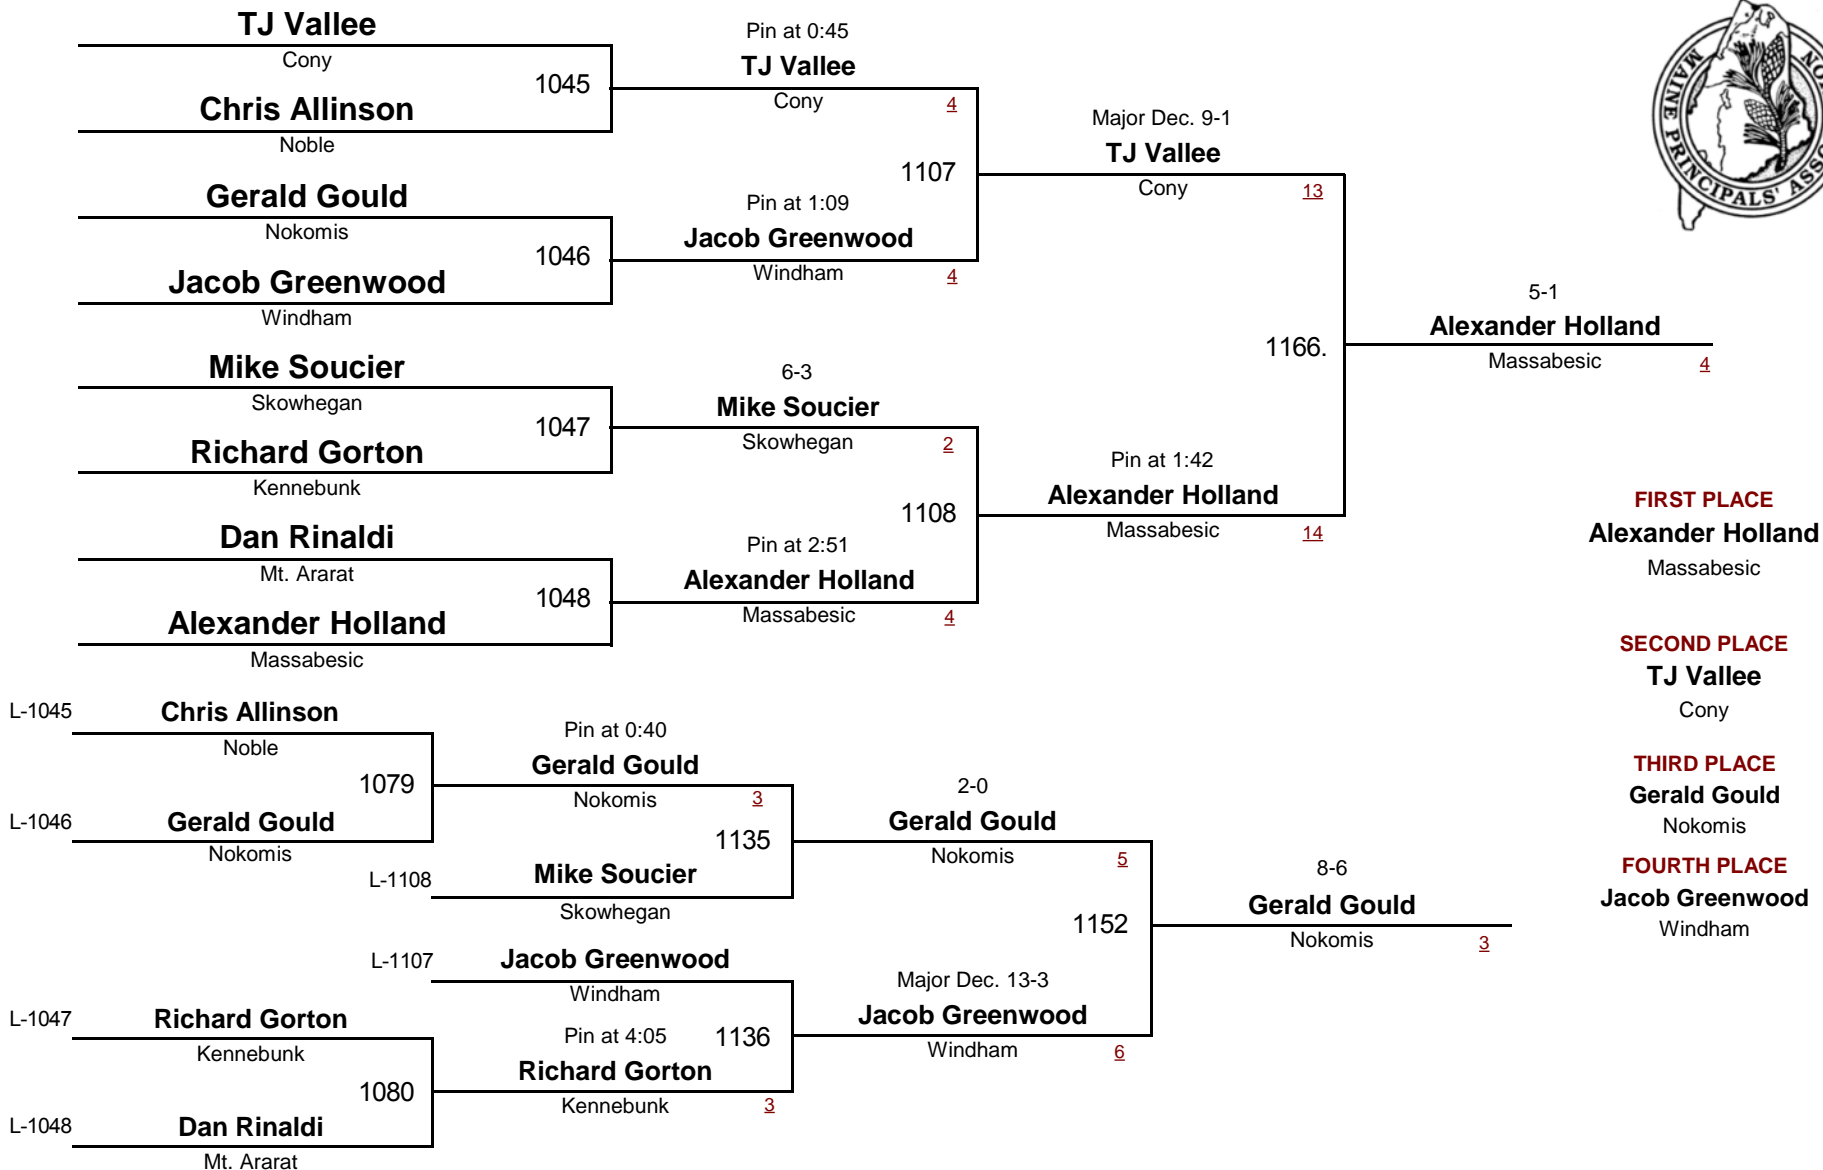 TJ Vallee
Cony
1045
Chris Allinson
Noble
Gerald Gould
Nokomis
1046
Jacob Greenwood
Windham
Mike Soucier
Skowhegan
1047
Richard Gorton
Kennebunk
Dan Rinaldi
Mt. Ararat
1048
Alexander Holland
Massabesic
Pin at 0:45
TJ Vallee
Cony 4
1107
Pin at 1:09
Jacob Greenwood
Windham 4
6-3
Mike Soucier
Skowhegan 2
1108
Pin at 2:51
Alexander Holland
Massabesic 4
Major Dec. 9-1
TJ Vallee
Cony 13
1166.
Pin at 1:42
Alexander Holland
Massabesic 14
5-1
Alexander Holland
Massabesic 4
MAINE PRINCIPALS'
FIRST PLACE
Alexander Holland
Massabesic
SECOND PLACE
TJ Vallee
Cony
THIRD PLACE
Gerald Gould
Nokomis
FOURTH PLACE
Jacob Greenwood
Windham
L-1045 Chris Allinson
Noble
1079
L-1046 Gerald Gould
Nokomis
Pin at 0:40
Gerald Gould
Nokomis 3
1135
L-1108 Mike Soucier
Skowhegan
L-1107 Jacob Greenwood
Windham
1136
L-1047 Richard Gorton
Kennebunk
1080
L-1048 Dan Rinaldi
Mt. Ararat
Pin at 4:05
Richard Gorton
Kennebunk 3
2-0
Gerald Gould
Nokomis 5
1152
Major Dec. 13-3
Jacob Greenwood
Windham 6
8-6
Gerald Gould
Nokomis 3